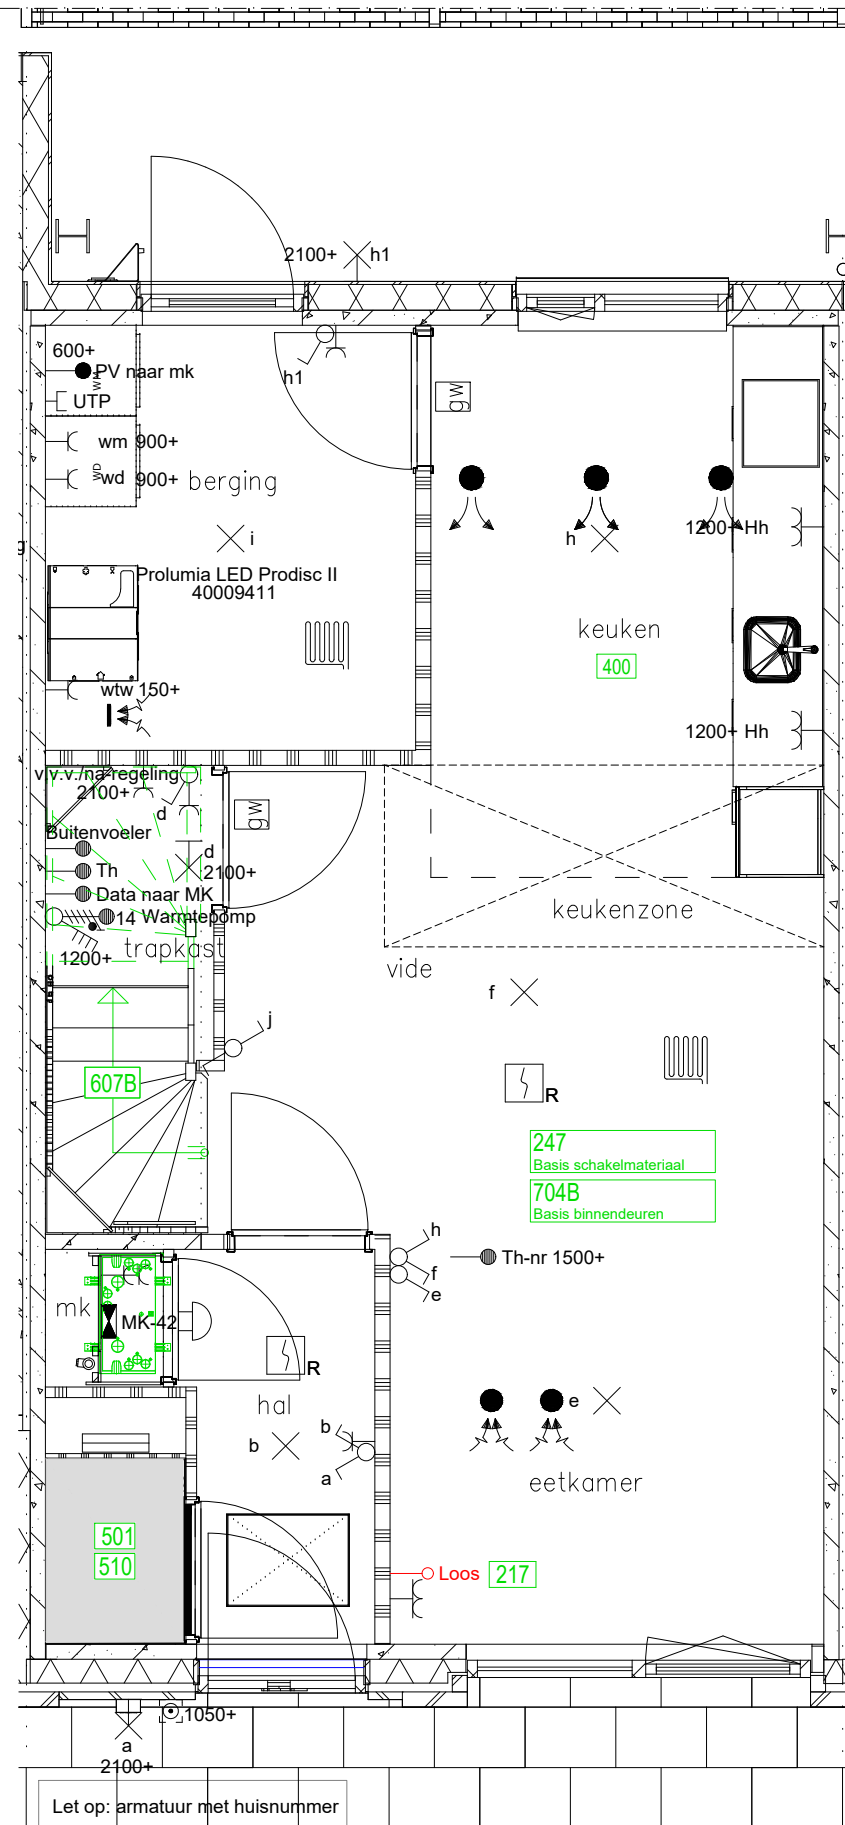 2100+ h1
600+
PV naar mk
WM
UTP
h1
gw
wm 900+
WD
wd 900+
berging
1200+ Hh
i
h
Prolumia LED Prodisc II
40009411
keuken
400
wtw 150+
1200+ Hh
v.v.v./na-regeling
2100+
d
gw
Buitenvoeler
d
2100+
Th
Data naar MK
14 Warmtepomp
keukenzone
trapkast
1200+
vide
f
j
607B
R
247
Basis schakelmateriaal
704B
Basis binnendeuren
h
Th-nr 1500+
f
e
mk
MK-42
R
hal
e
b
b
a
eetkamer
501
510
Loos
217
1050+
a
2100+
Let op: armatuur met huisnummer